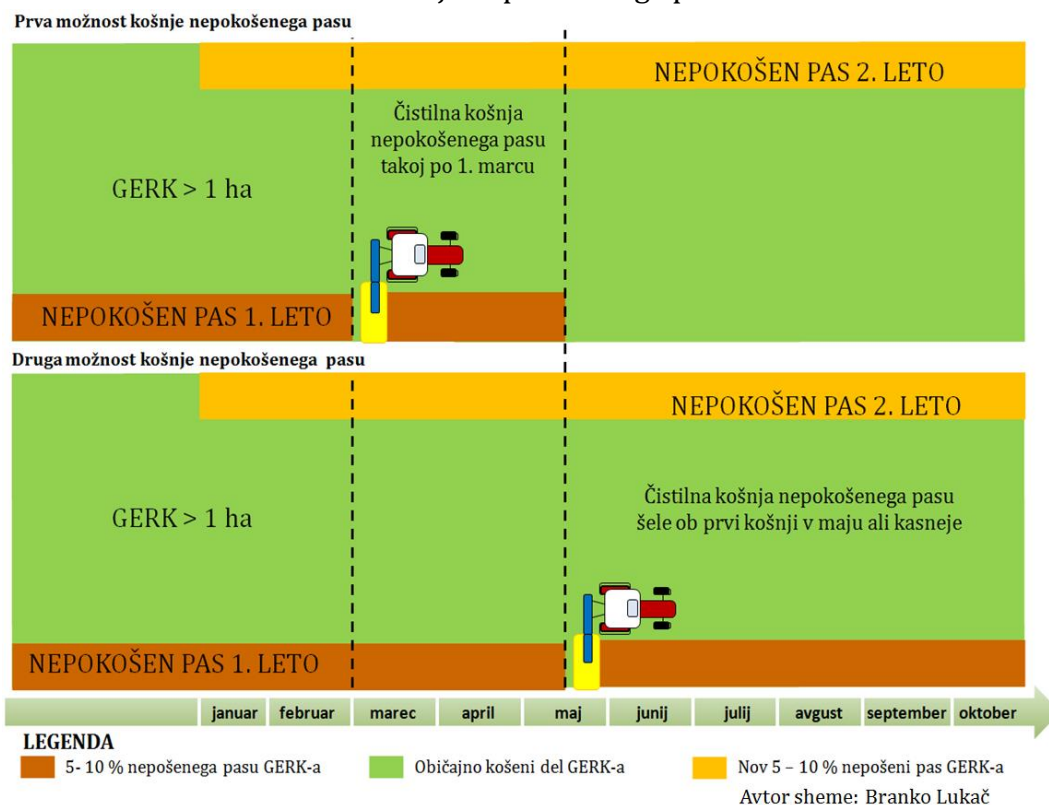 Prva možnost košnje nepokošenega pasu
NEPOKOŠEN PAS 2. LETO
Čistilna košnja
nepokošenega pasu
takoj po 1. marcu
GERK > 1 ha
NEPOKOŠEN PAS 1. LETO
Druga možnost košnje nepokošenega pasu
NEPOKOŠEN PAS 2. LETO
GERK > 1 ha
Čistilna košnja nepokošenega pasu
šele ob prvi košnji v maju ali kasneje
NEPOKOŠEN PAS 1. LETO
januar februar marec april maj junij julij avgust september oktober
LEGENDA
5- 10 % nepošenega pasu GERK-a
Običajno košeni del GERK-a
Nov 5 – 10 % nepošeni pas GERK-a
Avtor sheme: Branko Lukač